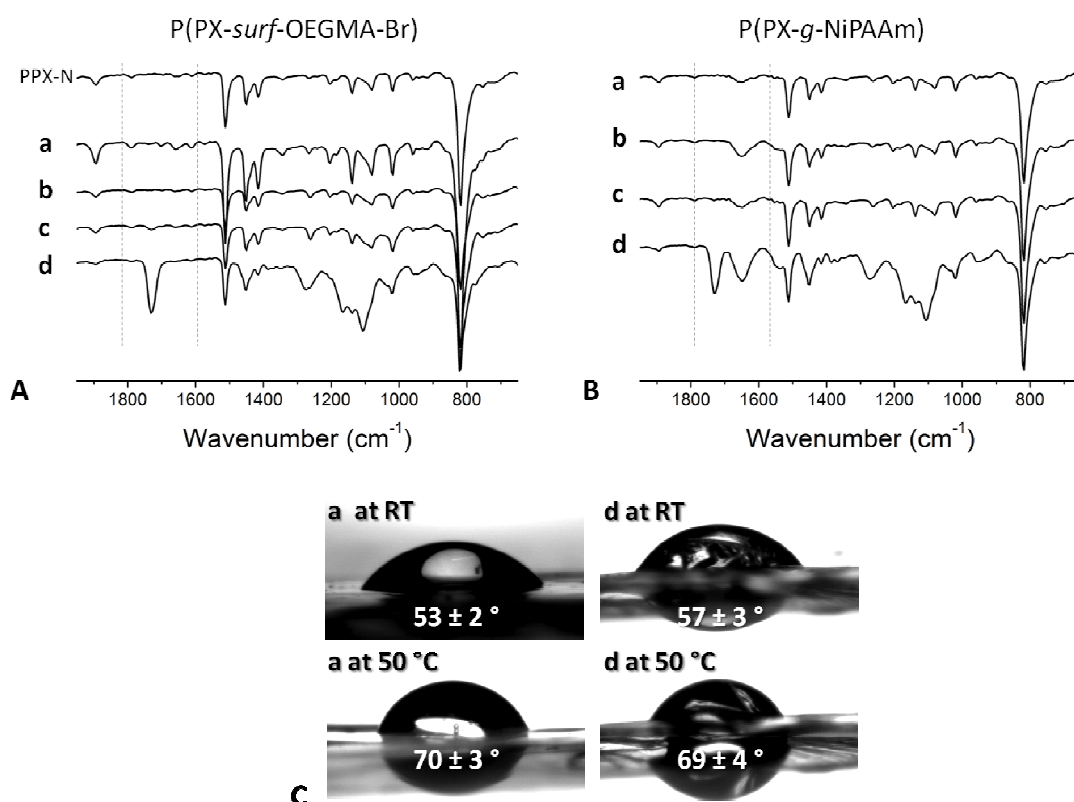 P(PX-surf-OEGMA-Br)
PPX-N
a
b
c
d
1800 1600 1400 1200 1000 800
A
Wavenumber (cm⁻¹)
P(PX-g-NiPAAm)
a
b
c
d
1800 1600 1400 1200 1000 800
B
Wavenumber (cm⁻¹)
a at RT
53 ± 2 °
d at RT
57 ± 3 °
a at 50 °C
70 ± 3 °
d at 50 °C
69 ± 4 °
C